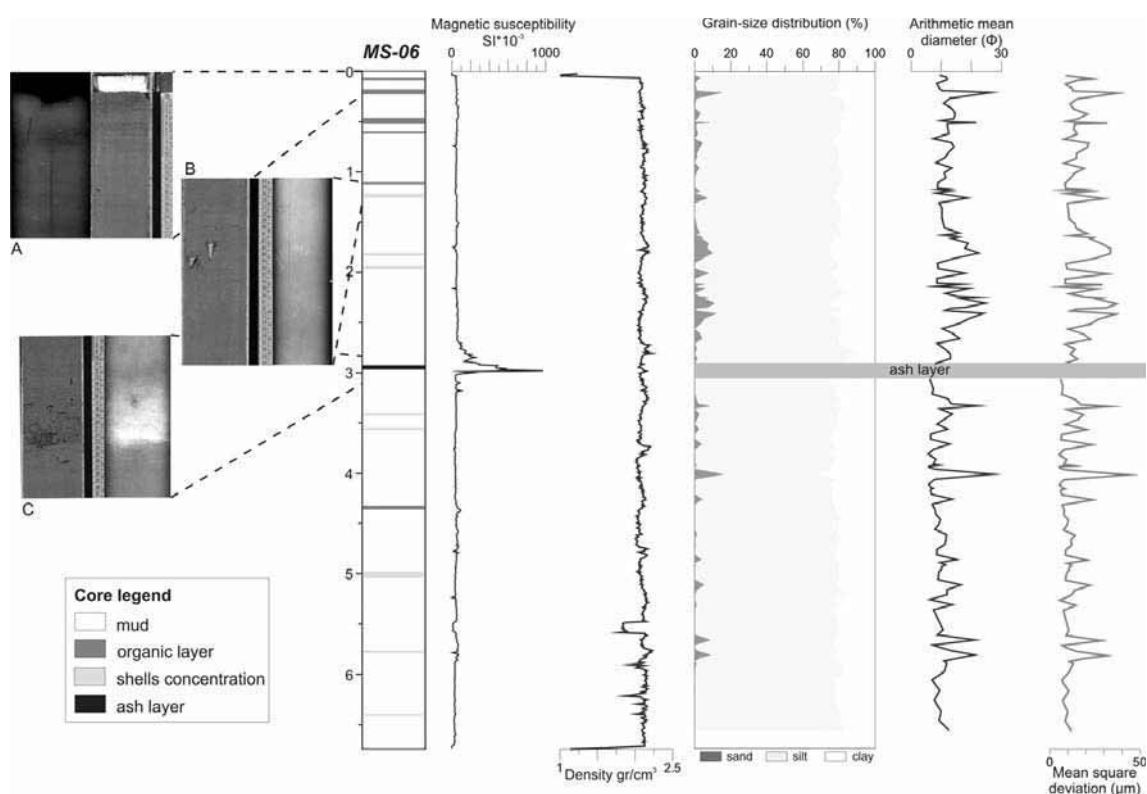 Magnetic susceptibility
SI*10⁻³
0 1000
MS-06
Grain-size distribution (%)
0 20 40 60 80 100
Arithmetic mean
diameter (Φ)
0 30
0
1
2
3
4
5
6
A
B
C
ash layer
Core legend
mud
organic layer
shells concentration
ash layer
1 2.5
Density gr/cm³
sand silt clay
0 50
Mean square
deviation (µm)